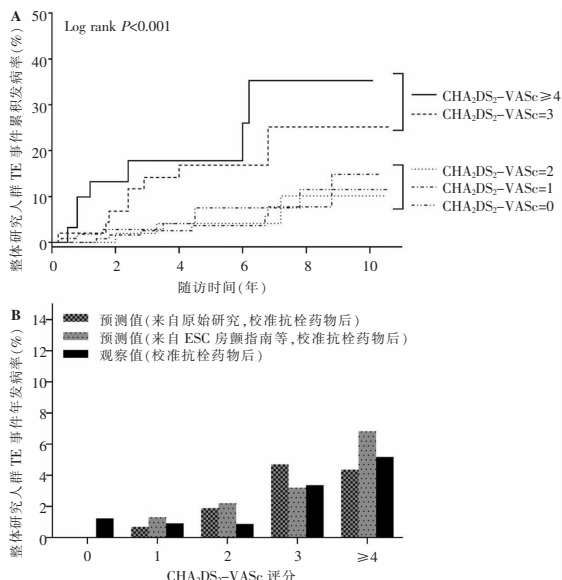 A
Log rank P<0.001
整体研究人群 TE 事件累积发病率(%)
50
40
30
20
10
0
0 2 4 6 8 10
随访时间(年)
CHA₂DS₂-VASc≥4
CHA₂DS₂-VASc=3
CHA₂DS₂-VASc=2
CHA₂DS₂-VASc=1
CHA₂DS₂-VASc=0
B
整体研究人群 TE 事件年发病率(%)
14
12
10
8
6
4
2
0
预测值(来自原始研究,校准抗栓药物后)
预测值(来自 ESC 房颤指南等,校准抗栓药物后)
观察值(校准抗栓药物后)
0 1 2 3 ≥4
CHA₂DS₂-VASc 评分